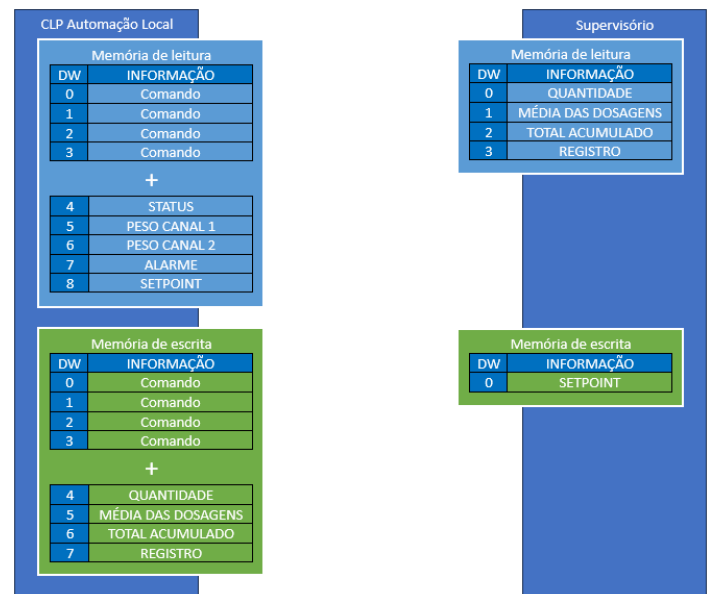 CLP Automação Local
Memória de leitura
DW INFORMAÇÃO
0 Comando
1 Comando
2 Comando
3 Comando
+
4 STATUS
5 PESO CANAL 1
6 PESO CANAL 2
7 ALARME
8 SETPOINT
Memória de escrita
DW INFORMAÇÃO
0 Comando
1 Comando
2 Comando
3 Comando
+
4 QUANTIDADE
5 MÉDIA DAS DOSAGENS
6 TOTAL ACUMULADO
7 REGISTRO
Supervisório
Memória de leitura
DW INFORMAÇÃO
0 QUANTIDADE
1 MÉDIA DAS DOSAGENS
2 TOTAL ACUMULADO
3 REGISTRO
Memória de escrita
DW INFORMAÇÃO
0 SETPOINT